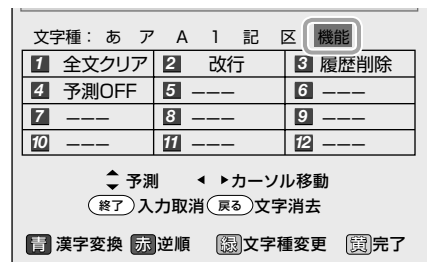 文字種： あ ア A 1 記 区 機能
1 全文クリア 2 改行 3 履歴削除
4 予測OFF 5 ––– 6 –––
7 ––– 8 ––– 9 –––
10 ––– 11 ––– 12 –––
予測 カーソル移動
終了 入力取消 戻る 文字消去
青 漢字変換 赤 逆順 緑 文字種変更 黄 完了